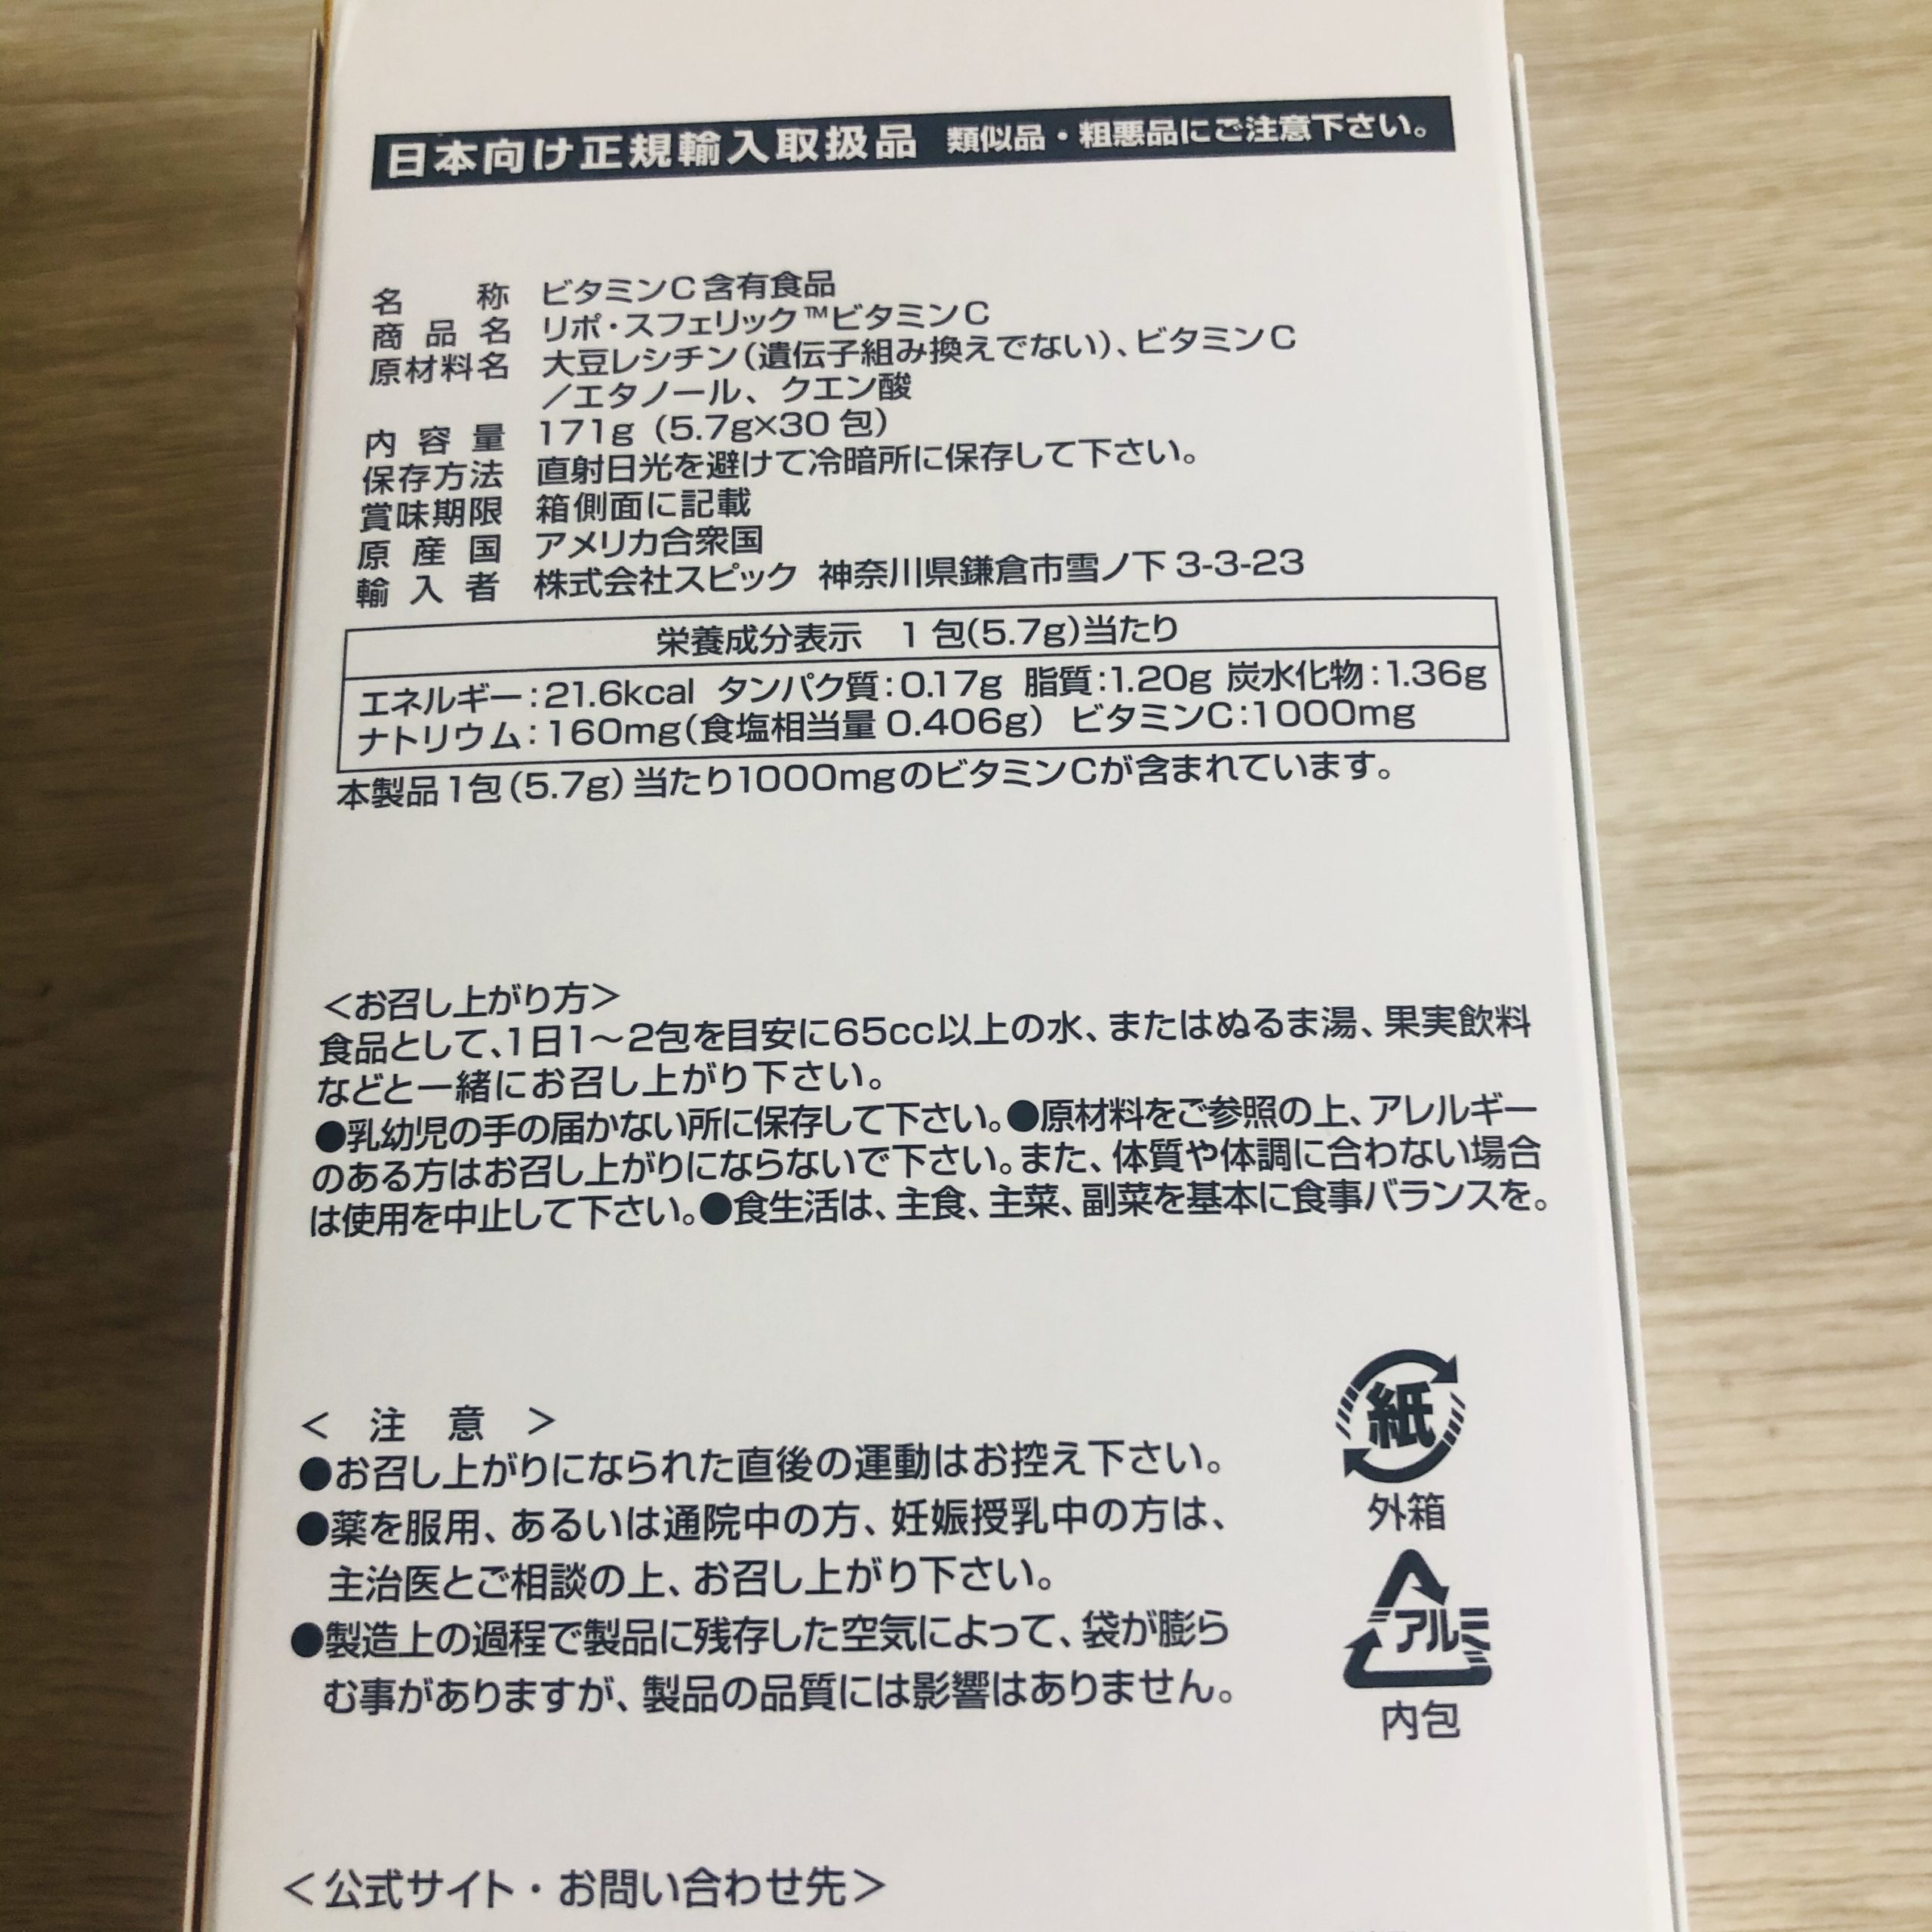 日本向け正規輸入取扱品 類似品・粗悪品にご注意下さい。
名称 ビタミンC含有食品
商品名 リポ・スフェリック™ビタミンC
原材料名 大豆レシチン(遺伝子組み換えでない)、ビタミンC
/エタノール、クエン酸
内容量 171g (5.7g×30包)
保存方法 直射日光を避けて冷暗所に保存して下さい。
賞味期限 箱側面に記載
原産国 アメリカ合衆国
輸入者 株式会社スピック 神奈川県鎌倉市雪ノ下3-3-23
栄養成分表示 1包(5.7g)当たり
エネルギー:21.6kcal タンパク質:0.17g 脂質:1.20g 炭水化物:1.36g
ナトリウム:160mg(食塩相当量 0.406g) ビタミンC:1000mg
本製品1包(5.7g)当たり1000mgのビタミンCが含まれています。
<お召し上がり方>
食品として、1日1~2包を目安に65cc以上の水、またはぬるま湯、果実飲料
などと一緒にお召し上がり下さい。
●乳幼児の手の届かない所に保存して下さい。●原材料をご参照の上、アレルギー
のある方はお召し上がりにならないで下さい。また、体質や体調に合わない場合
は使用を中止して下さい。●食生活は、主食、主菜、副菜を基本に食事バランスを。
<注意>
●お召し上がりになられた直後の運動はお控え下さい。
●薬を服用、あるいは通院中の方、妊娠授乳中の方は、
主治医とご相談の上、お召し上がり下さい。
●製造上の過程で製品に残存した空気によって、袋が膨ら
む事がありますが、製品の品質には影響はありません。
紙
外箱
アルミ
内包
<公式サイト・お問い合わせ先>